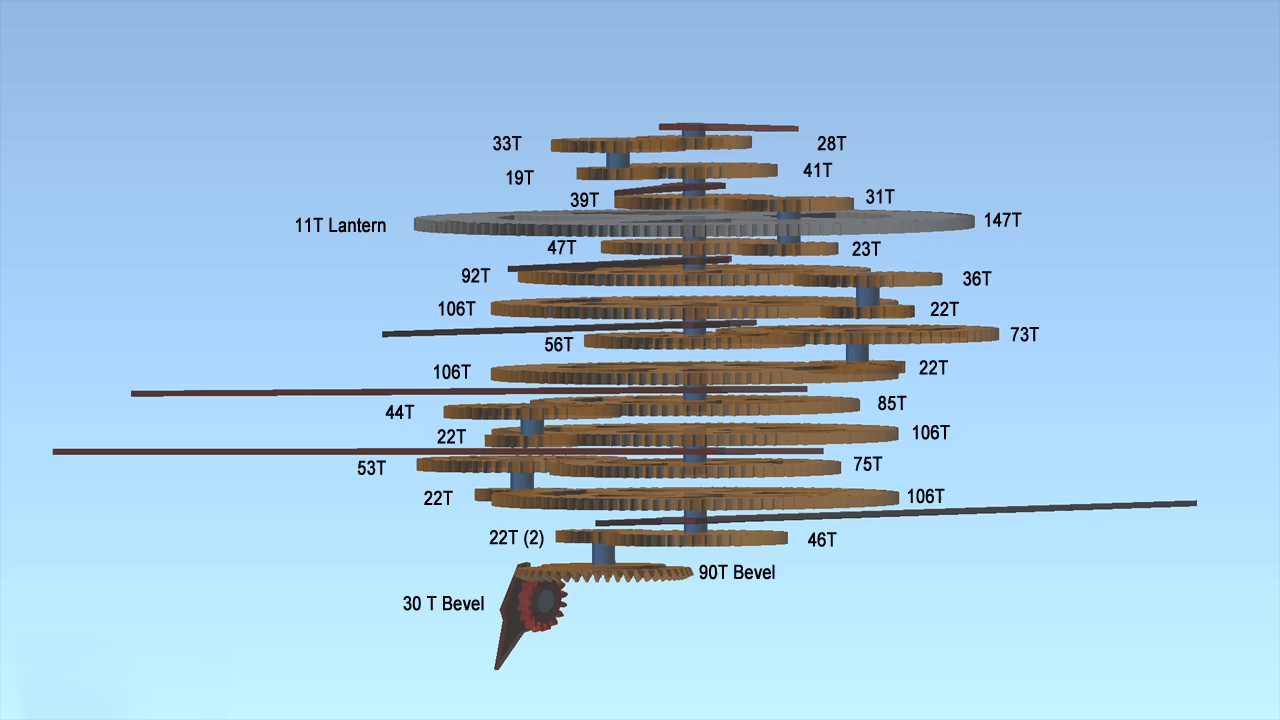 33T
28T
19T
41T
39T
31T
11T Lantern
147T
47T
23T
92T
36T
106T
22T
56T
73T
106T
22T
44T
85T
22T
106T
53T
75T
22T
106T
22T (2)
46T
90T Bevel
30 T Bevel